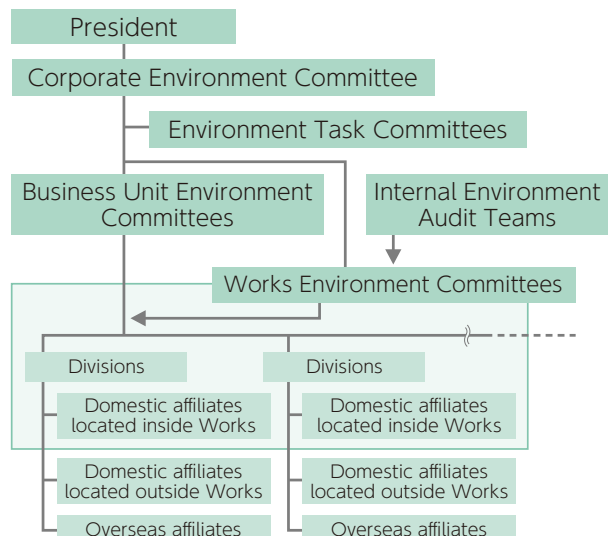 President
Corporate Environment Committee
Environment Task Committees
Business Unit Environment
Committees
Internal Environment
Audit Teams
Works Environment Committees
Divisions
Domestic affiliates
located inside Works
Domestic affiliates
located outside Works
Overseas affiliates
Divisions
Domestic affiliates
located inside Works
Domestic affiliates
located outside Works
Overseas affiliates